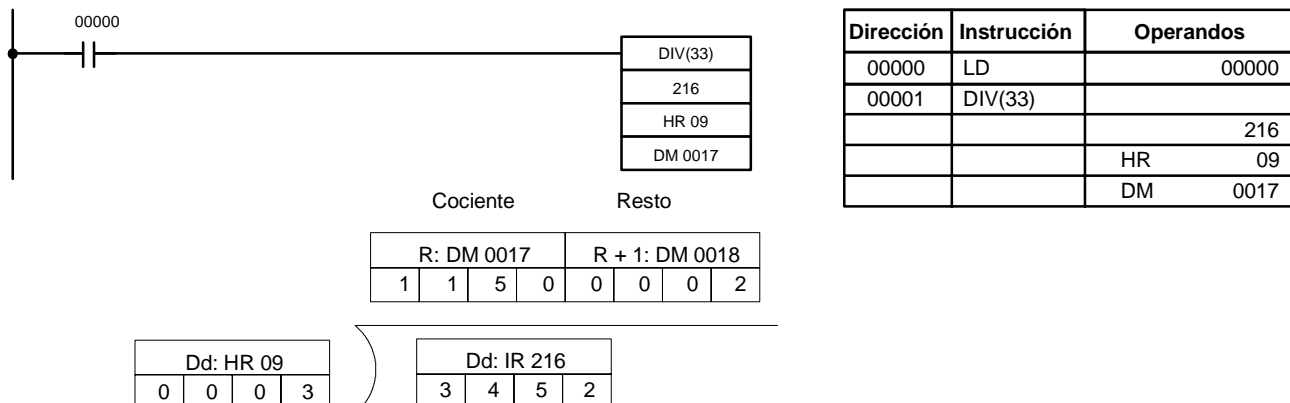 00000
DIV(33)
216
HR 09
DM 0017
Dirección Instrucción Operandos
00000 LD 00000
00001 DIV(33)
216
HR 09
DM 0017
Cociente Resto
R: DM 0017 R + 1: DM 0018
1 1 5 0 0 0 0 2
Dd: HR 09 Dd: IR 216
0 0 0 3 3 4 5 2